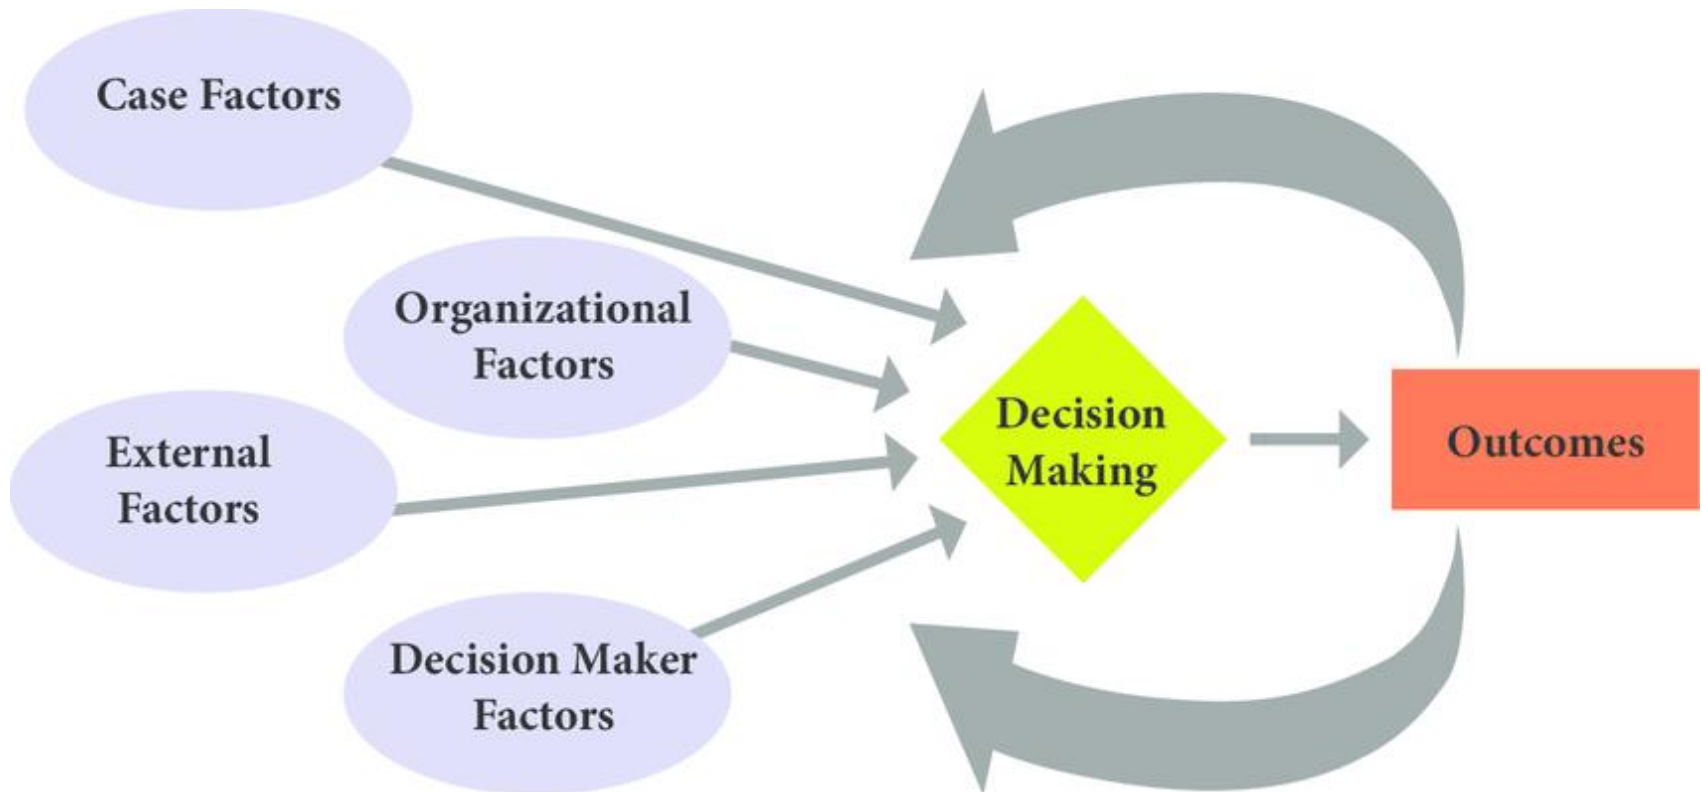 Case Factors
Organizational
Factors
External
Factors
Decision Maker
Factors
Decision
Making
Outcomes